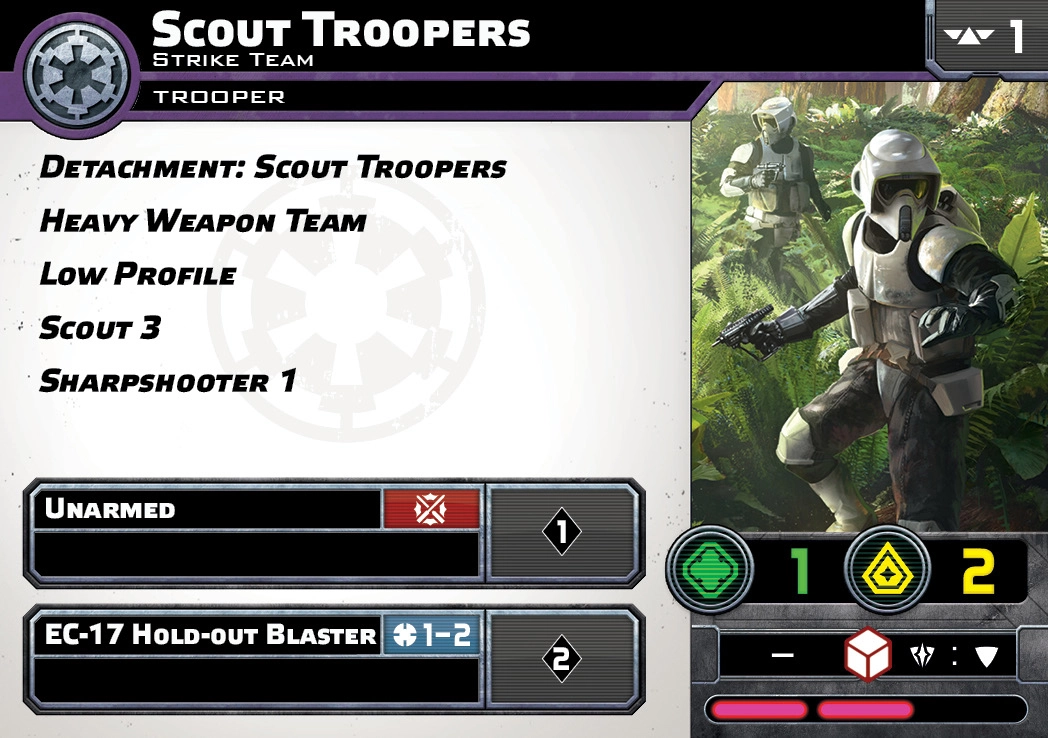 Scout Troopers
1
Strike Team
Trooper
Detachment: Scout Troopers
Heavy Weapon Team
Low Profile
Scout 3
Sharpshooter 1
Unarmed
1
EC-17 Hold-out Blaster 1–2
2
1 2
– :